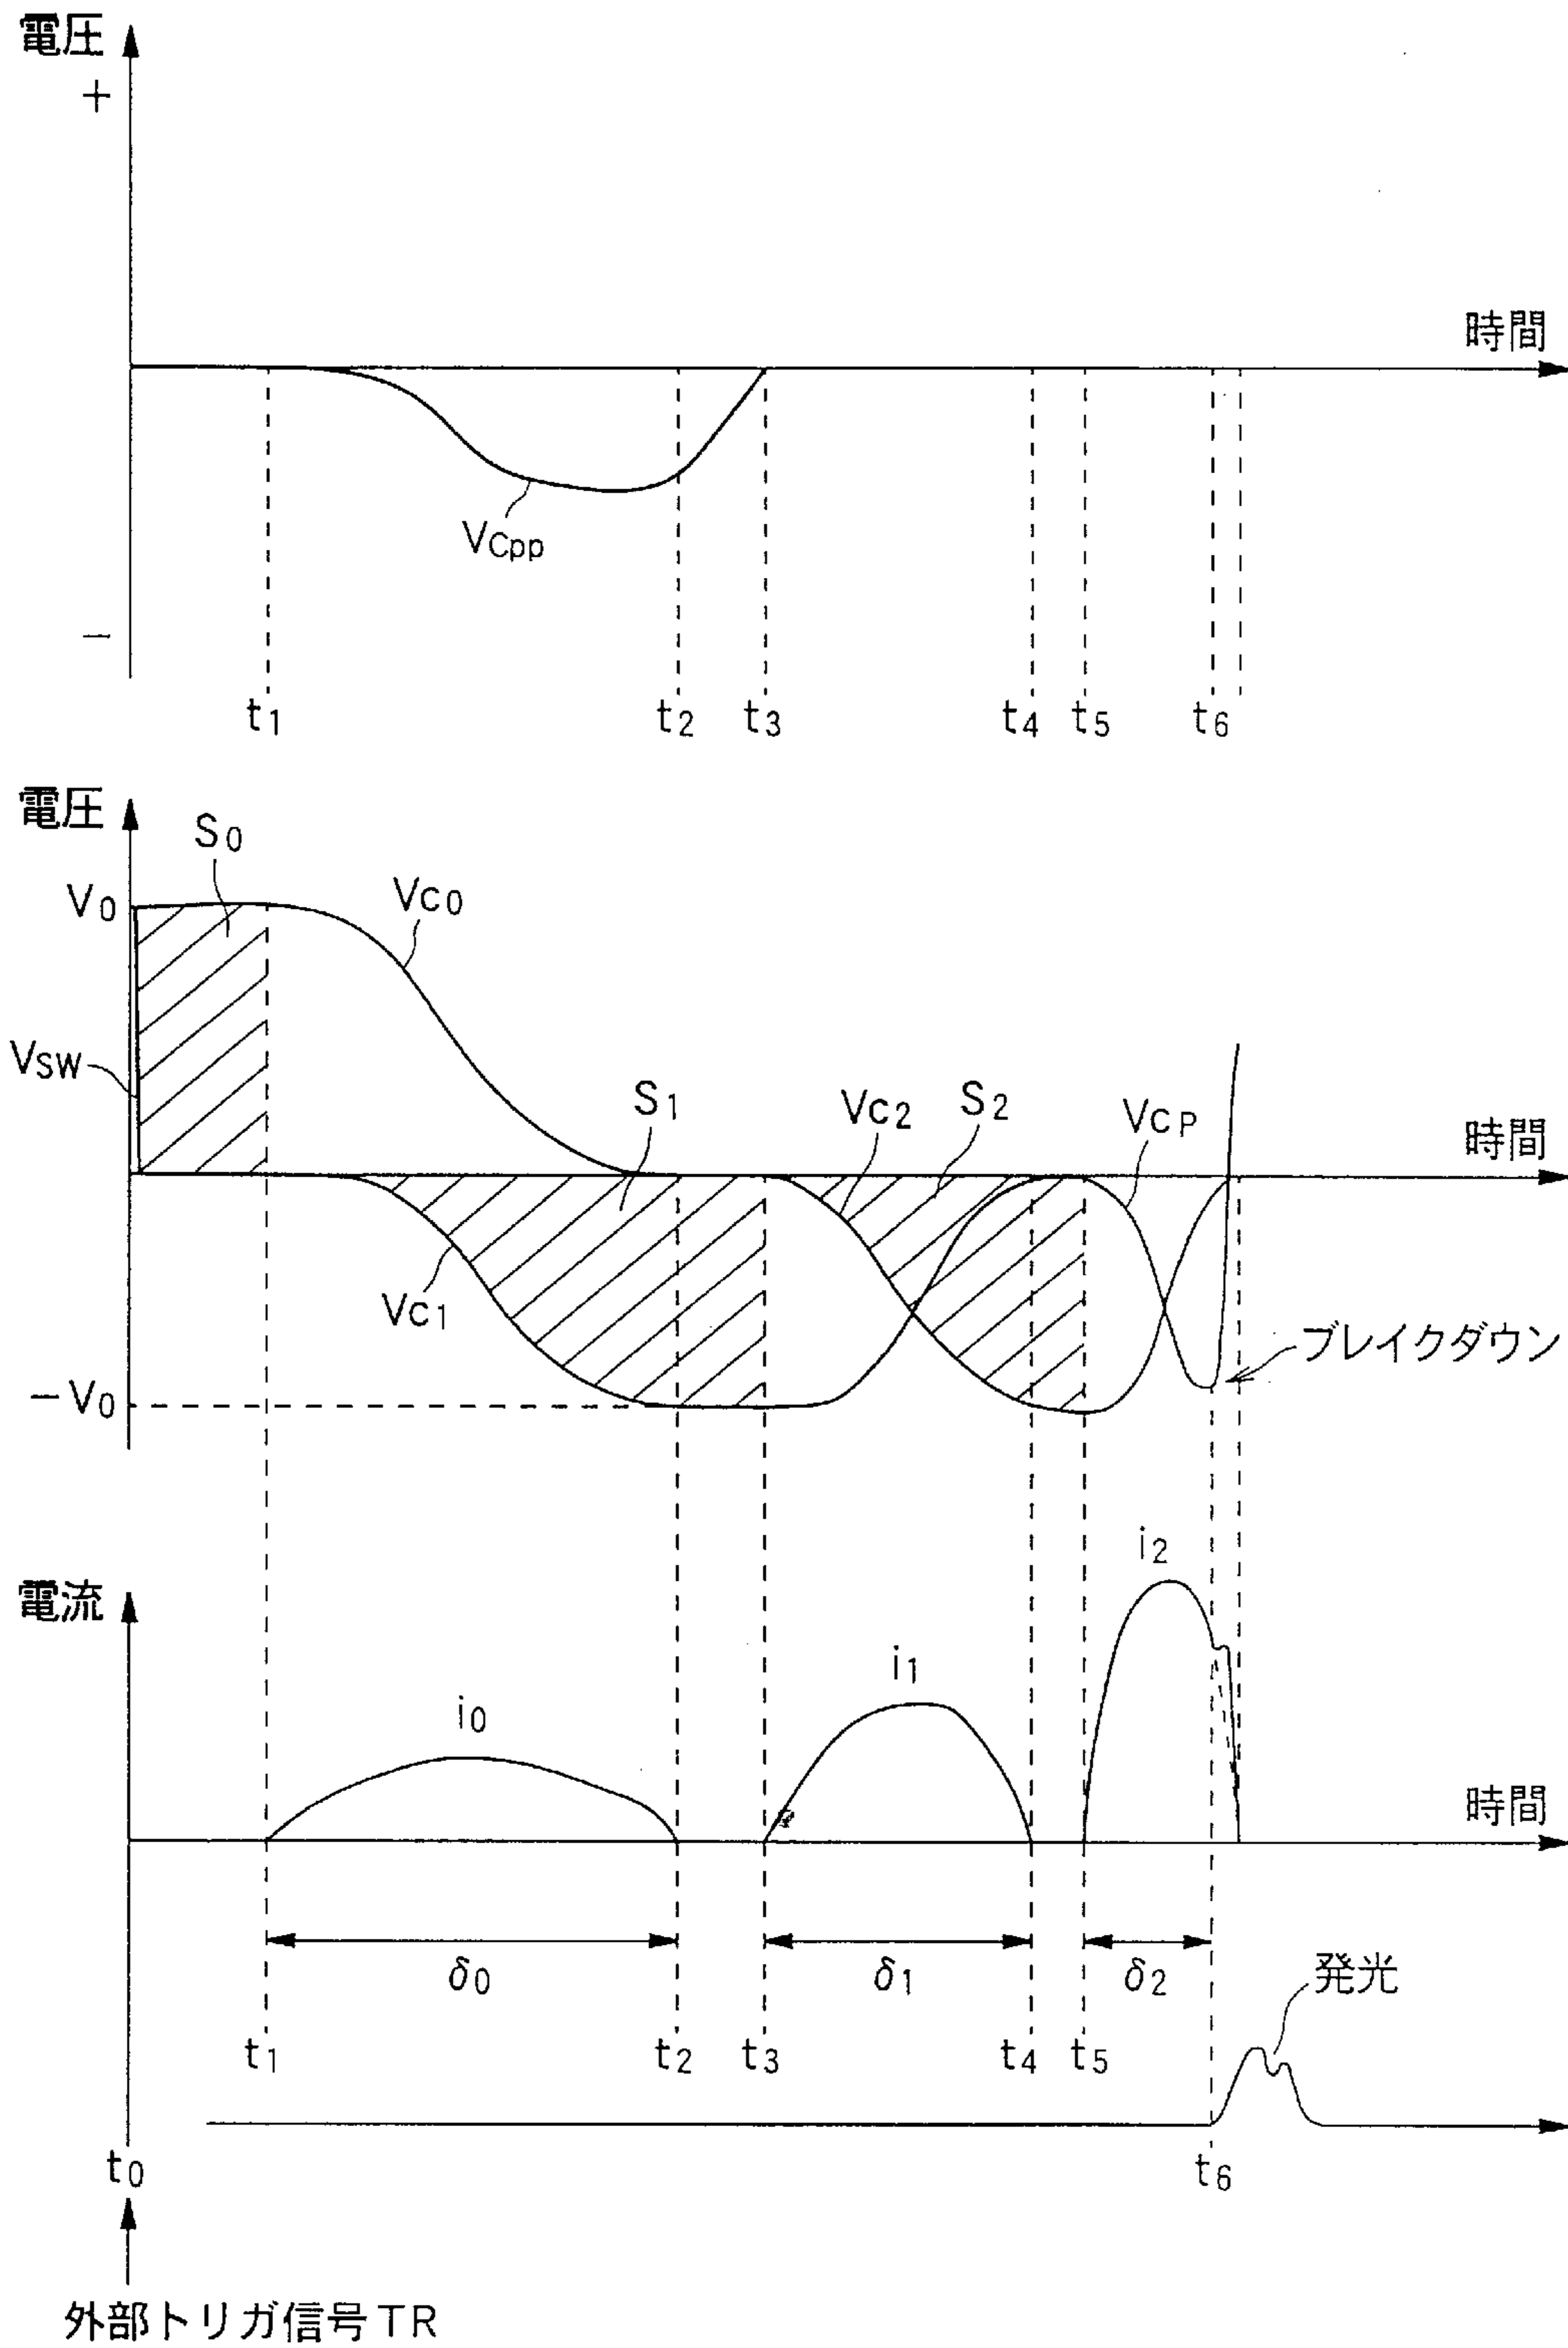 電圧
+
時間
VCpp
−
t1 t2 t3 t4 t5 t6
電圧
S0
V0
VC0
VSW
S1
VC2
S2
VCP
時間
VC1
ブレイクダウン
−V0
i2
電流
i1
i0
時間
δ0 δ1 δ2
発光
t1 t2 t3 t4 t5
t0 t6
外部トリガ信号TR